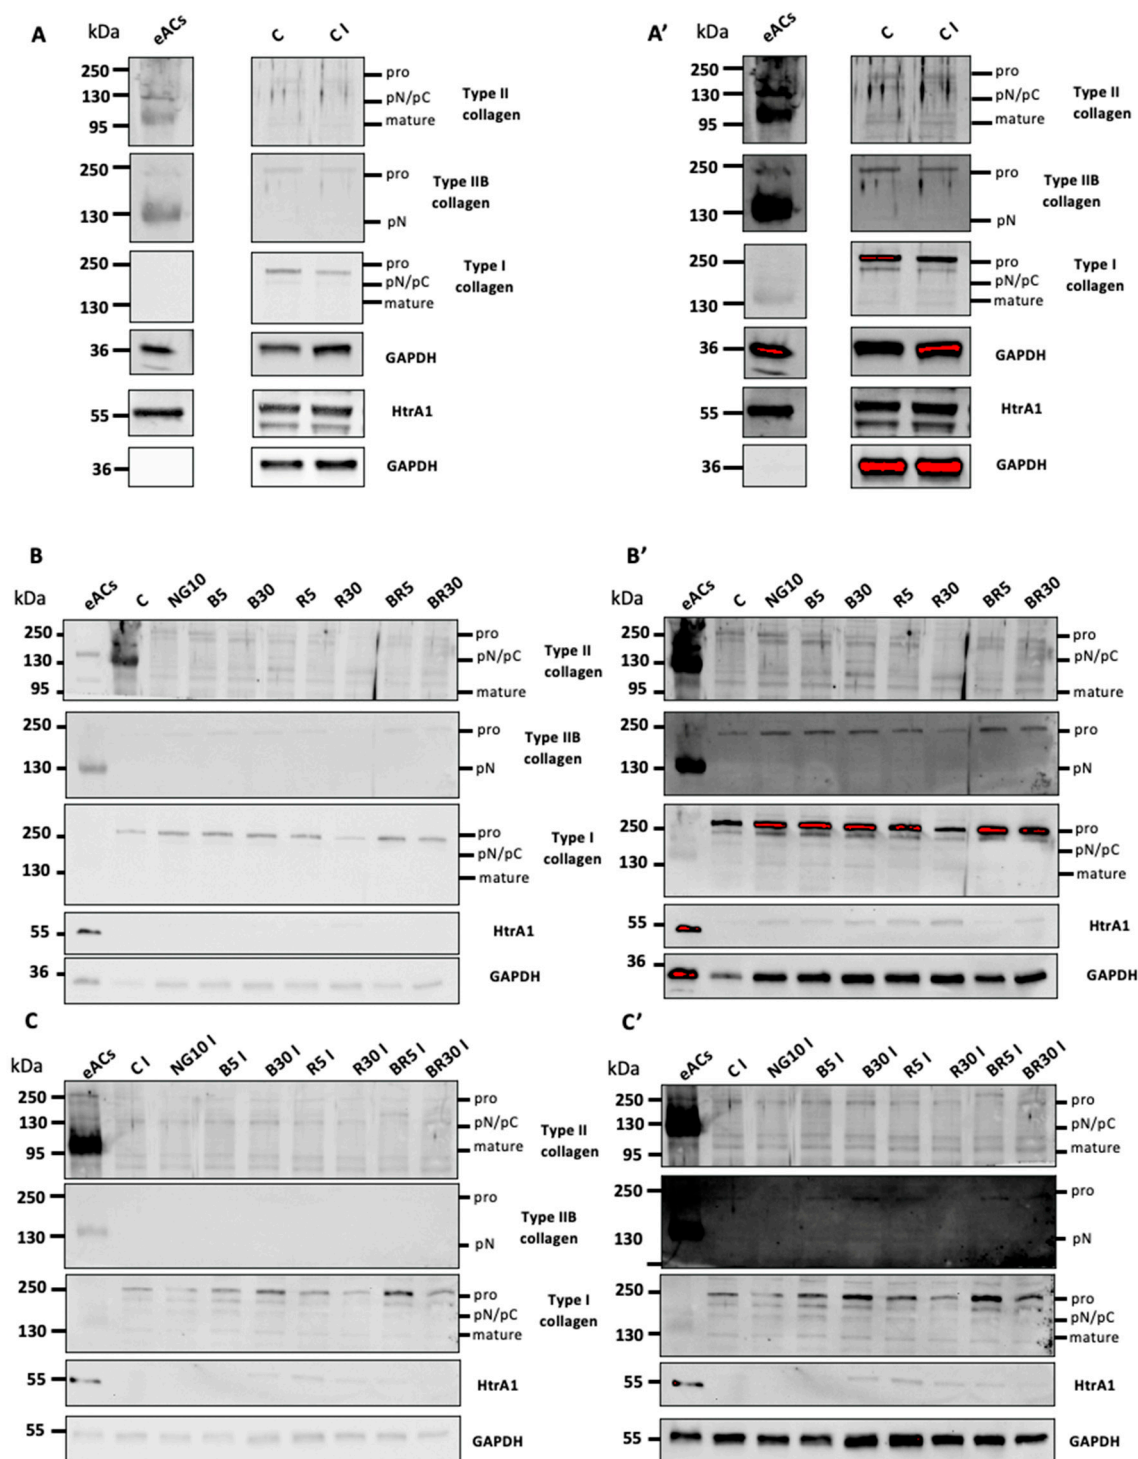 A
kDa
eACs
C
C I
250
130
95
pro
pN/pC
mature
Type II
collagen
250
130
pro
pN
Type IIB
collagen
250
130
pro
pN/pC
mature
Type I
collagen
36
GAPDH
55
HtrA1
36
GAPDH
A'
kDa
eACs
C
C I
250
130
95
pro
pN/pC
mature
Type II
collagen
250
130
pro
pN
Type IIB
collagen
250
130
pro
pN/pC
mature
Type I
collagen
36
GAPDH
55
HtrA1
36
GAPDH
B
kDa
eACs
C
NG10
B5
B30
R5
R30
BR5
BR30
250
130
95
pro
pN/pC
mature
Type II
collagen
250
130
pro
pN
Type IIB
collagen
250
130
pro
pN/pC
mature
Type I
collagen
55
HtrA1
36
GAPDH
B'
kDa
eACs
C
NG10
B5
B30
R5
R30
BR5
BR30
250
130
95
pro
pN/pC
mature
250
130
pro
pN
250
130
pro
pN/pC
mature
55
HtrA1
36
GAPDH
C
kDa
eACs
C I
NG10 I
B5 I
B30 I
R5 I
R30 I
BR5 I
BR30 I
250
130
95
pro
pN/pC
mature
Type II
collagen
250
130
pro
pN
Type IIB
collagen
250
130
pro
pN/pC
mature
Type I
collagen
55
HtrA1
55
GAPDH
C'
kDa
eACs
C I
NG10 I
B5 I
B30 I
R5 I
R30 I
BR5 I
BR30 I
250
130
95
pro
pN/pC
mature
250
130
pro
pN
250
130
pro
pN/pC
mature
55
HtrA1
55
GAPDH